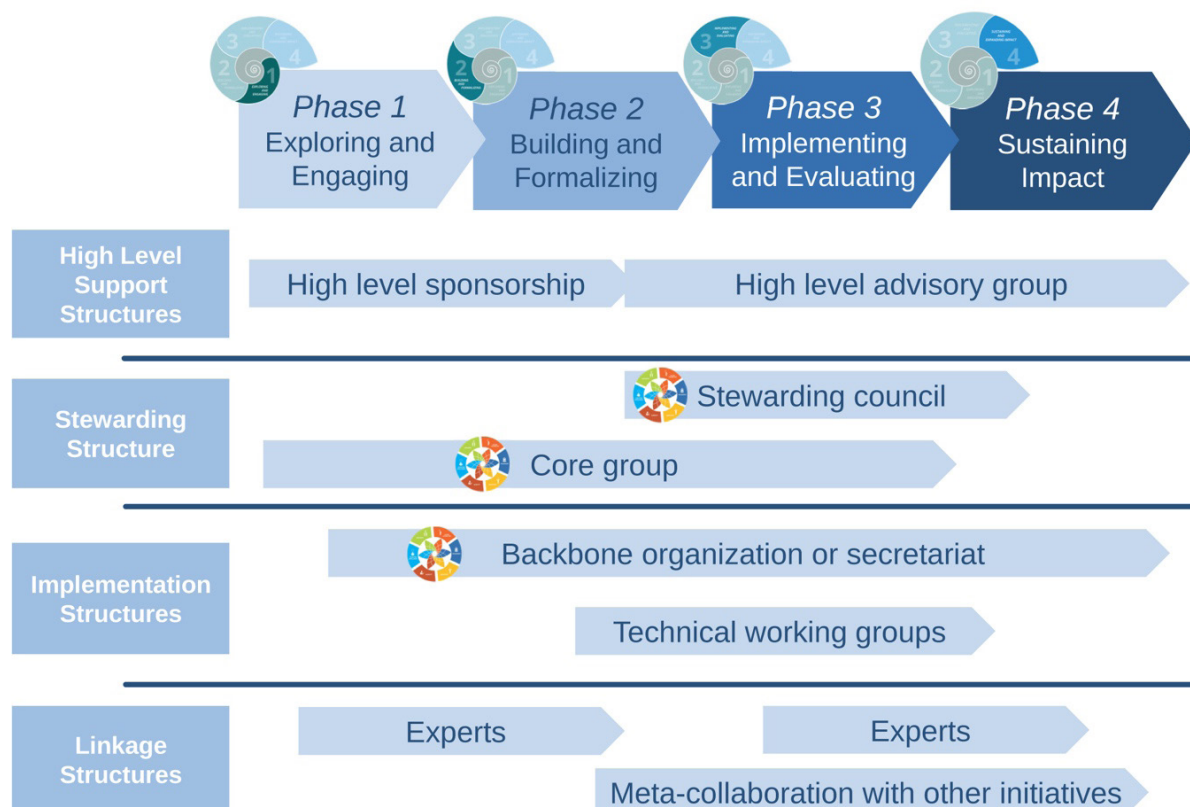 Phase 1
Exploring and
Engaging
Phase 2
Building and
Formalizing
Phase 3
Implementing
and Evaluating
Phase 4
Sustaining
Impact
High Level
Support
Structures
High level sponsorship
High level advisory group
Stewarding
Structure
Stewarding council
Core group
Implementation
Structures
Backbone organization or secretariat
Technical working groups
Linkage
Structures
Experts
Experts
Meta-collaboration with other initiatives